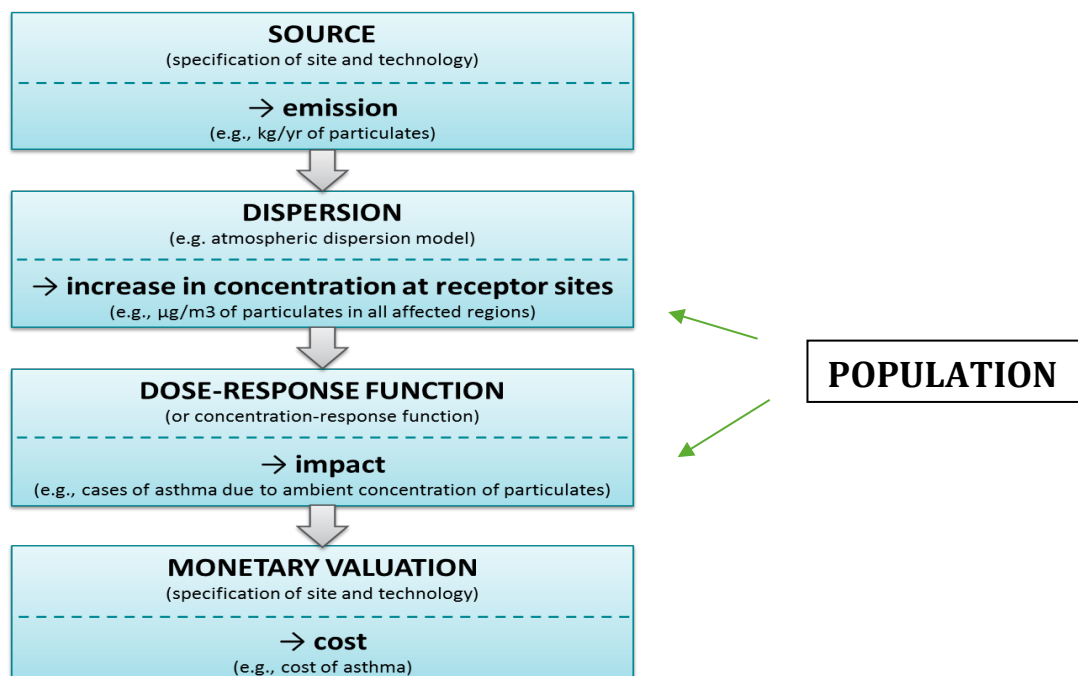 SOURCE
(specification of site and technology)
→ emission
(e.g., kg/yr of particulates)
DISPERSION
(e.g. atmospheric dispersion model)
→ increase in concentration at receptor sites
(e.g., µg/m3 of particulates in all affected regions)
POPULATION
DOSE-RESPONSE FUNCTION
(or concentration-response function)
→ impact
(e.g., cases of asthma due to ambient concentration of particulates)
MONETARY VALUATION
(specification of site and technology)
→ cost
(e.g., cost of asthma)